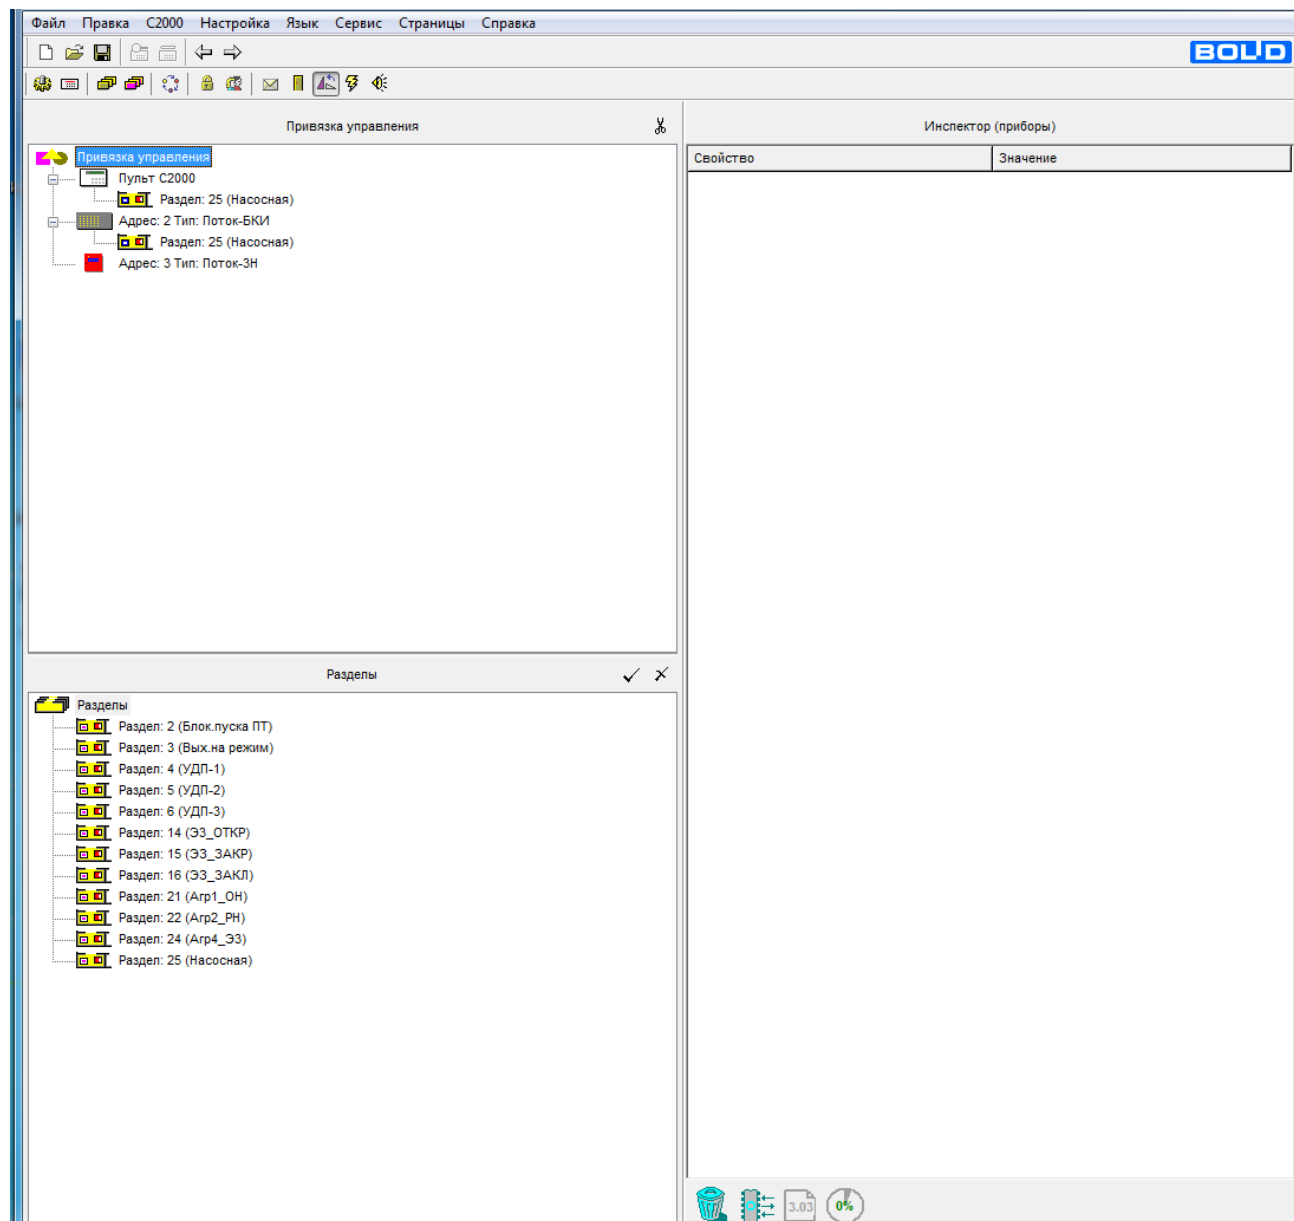 Файл Правка С2000 Настройка Язык Сервис Страницы Справка
BOLID
Привязка управления
Инспектор (приборы)
Свойство Значение
Привязка управления
Пульт С2000
Раздел: 25 (Насосная)
Адрес: 2 Тип: Поток-БКИ
Раздел: 25 (Насосная)
Адрес: 3 Тип: Поток-3Н
Разделы
Разделы
Раздел: 2 (Блок.пуска ПТ)
Раздел: 3 (Вых.на режим)
Раздел: 4 (УДП-1)
Раздел: 5 (УДП-2)
Раздел: 6 (УДП-3)
Раздел: 14 (ЭЗ_ОТКР)
Раздел: 15 (ЭЗ_ЗАКР)
Раздел: 16 (ЭЗ_ЗАКЛ)
Раздел: 21 (Агр1_ОН)
Раздел: 22 (Агр2_РН)
Раздел: 24 (Агр4_ЭЗ)
Раздел: 25 (Насосная)
3.03 0%